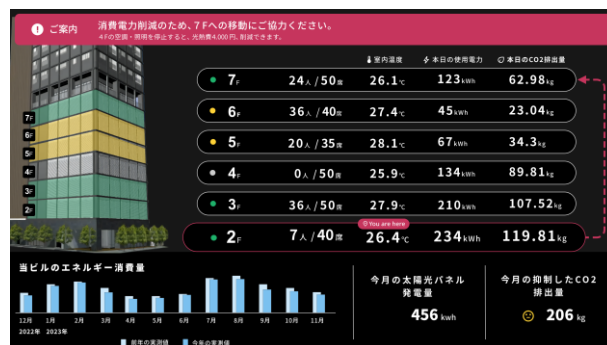 ご案内
消費電力削減のため、7Fへの移動にご協力ください。
4Fの空調・照明を停止すると、光熱費4,000円、削減できます。
室内温度 本日の使用電力 本日のCO2排出量
7F 24人/50席 26.1℃ 123kWh 62.98kg
6F 36人/40席 27.4℃ 45kWh 23.04kg
5F 20人/35席 28.1℃ 67kWh 34.3kg
4F 0人/50席 25.9℃ 134kWh 89.81kg
3F 36人/50席 27.9℃ 210kWh 107.52kg
You are here
2F 7人/40席 26.4℃ 234kWh 119.81kg
7F
6F
5F
4F
3F
2F
当ビルのエネルギー消費量
12月 1月 2月 3月 4月 5月 6月 7月 8月 9月 10月 11月
2022年 2023年
前年の実測値 今年の実測値
今月の太陽光パネル
発電量
456 kwh
今月の抑制したCO2
排出量
206 kg